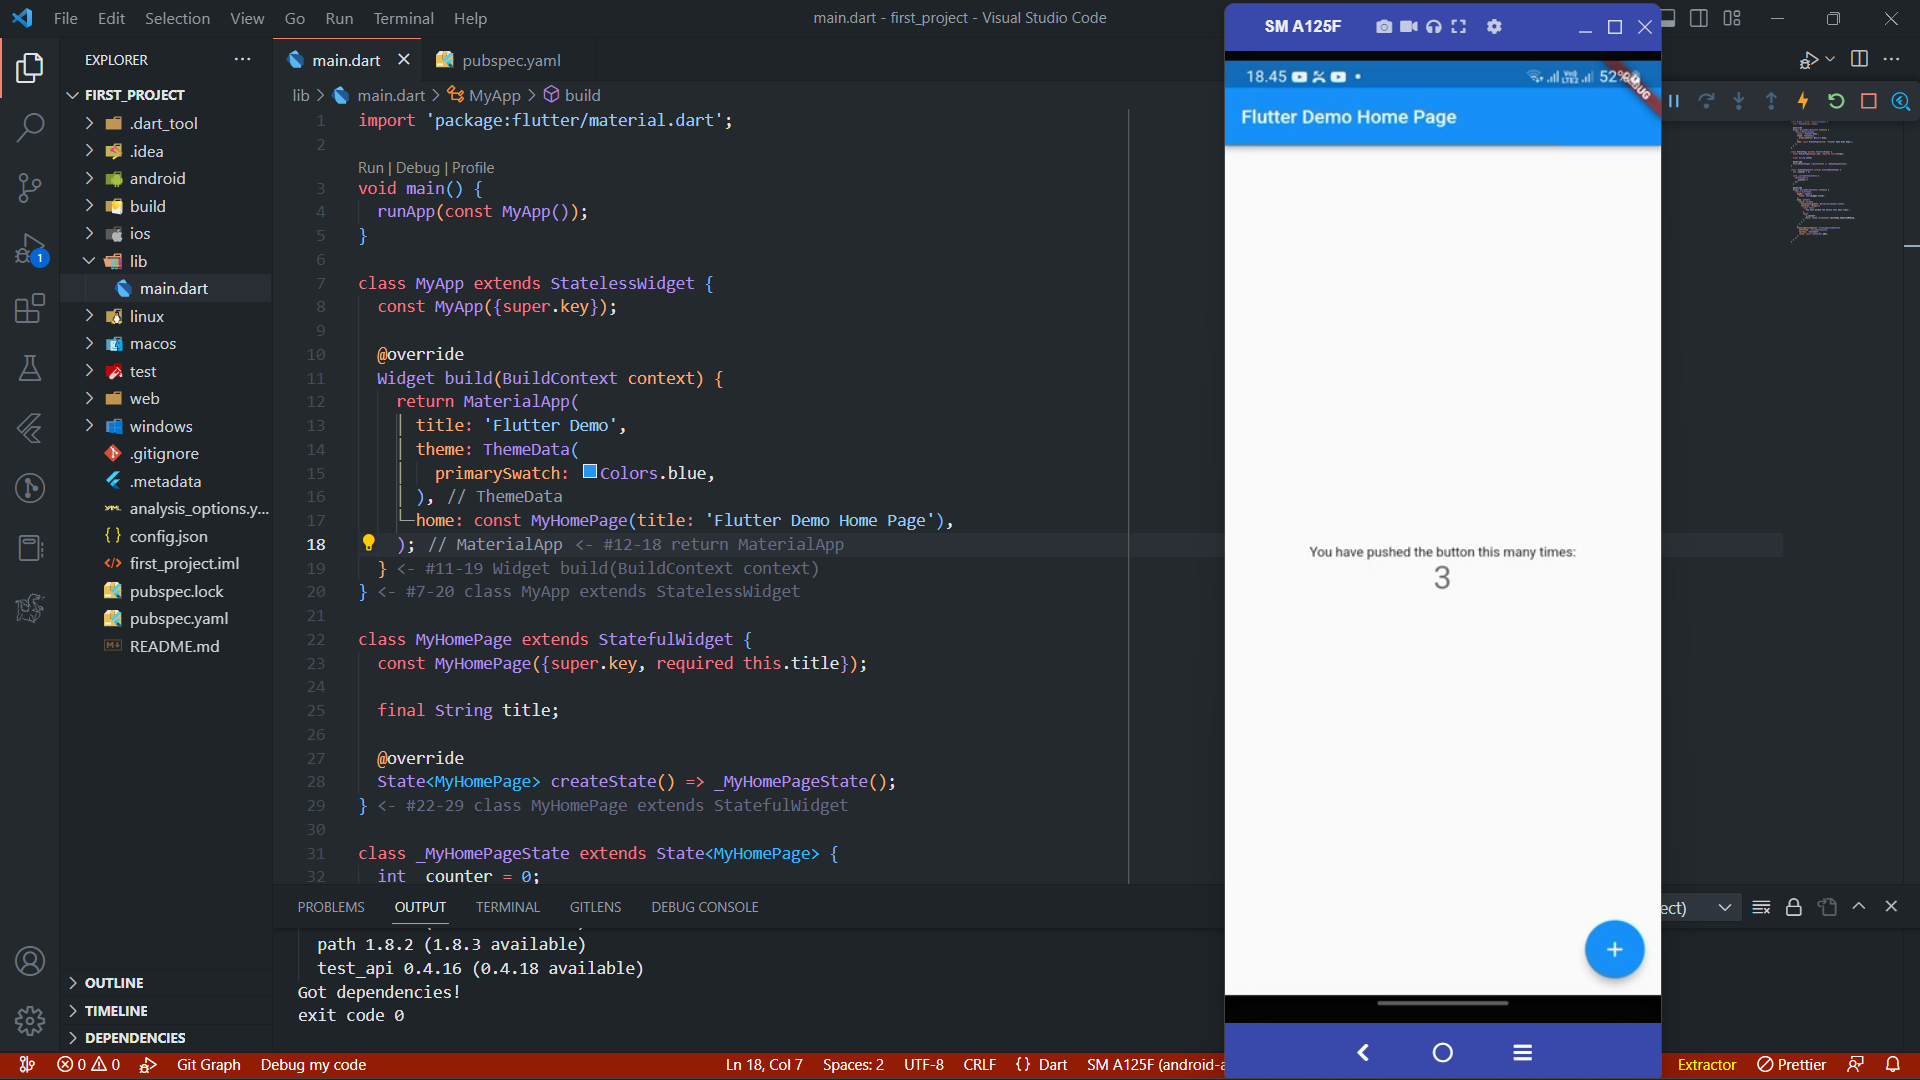 File Edit Selection View Go Run Terminal Help
main.dart - first_project - Visual Studio Code
EXPLORER
FIRST_PROJECT
.dart_tool
.idea
android
build
ios
lib
main.dart
linux
macos
test
web
windows
.gitignore
.metadata
analysis_options.y...
config.json
first_project.iml
pubspec.lock
pubspec.yaml
README.md
OUTLINE
TIMELINE
DEPENDENCIES
1
main.dart
pubspec.yaml
lib > main.dart > MyApp > build
1 import 'package:flutter/material.dart';
2
Run | Debug | Profile
3 void main() {
4 runApp(const MyApp());
5 }
6
7 class MyApp extends StatelessWidget {
8 const MyApp({super.key});
9
10 @override
11 Widget build(BuildContext context) {
12 return MaterialApp(
13 title: 'Flutter Demo',
14 theme: ThemeData(
15 primarySwatch: Colors.blue,
16 ), // ThemeData
17 home: const MyHomePage(title: 'Flutter Demo Home Page'),
18 ); // MaterialApp <- #12-18 return MaterialApp
19 } <- #11-19 Widget build(BuildContext context)
20 } <- #7-20 class MyApp extends StatelessWidget
21
22 class MyHomePage extends StatefulWidget {
23 const MyHomePage({super.key, required this.title});
24
25 final String title;
26
27 @override
28 State<MyHomePage> createState() => _MyHomePageState();
29 } <- #22-29 class MyHomePage extends StatefulWidget
30
31 class _MyHomePageState extends State<MyHomePage> {
32 int counter = 0;
PROBLEMS OUTPUT TERMINAL GITLENS DEBUG CONSOLE
ect)
path 1.8.2 (1.8.3 available)
test_api 0.4.16 (0.4.18 available)
Got dependencies!
exit code 0
SM A125F
18.45
52%
DEBUG
Flutter Demo Home Page
You have pushed the button this many times:
3
0 0
Git Graph
Debug my code
Ln 18, Col 7
Spaces: 2
UTF-8
CRLF
{} Dart
SM A125F (android-a
Extractor
Prettier